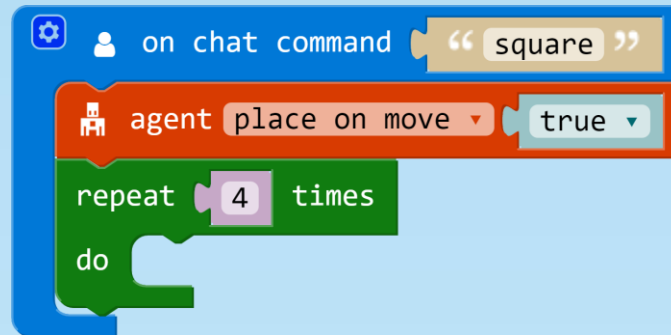 on chat command “ square ”
agent place on move ▾ true ▾
repeat 4 times
do